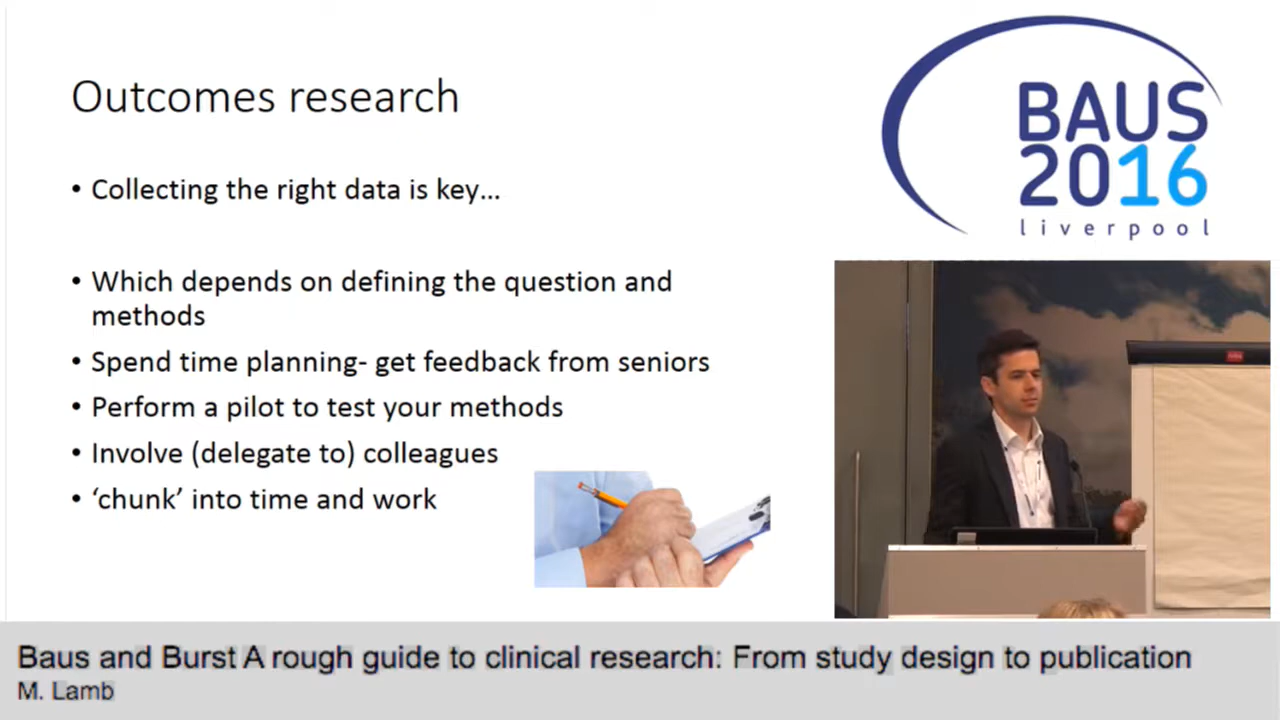 Outcomes research
• Collecting the right data is key...
• Which depends on defining the question and
methods
• Spend time planning- get feedback from seniors
• Perform a pilot to test your methods
• Involve (delegate to) colleagues
• ‘chunk’ into time and work
BAUS
2016
liverpool
Baus and Burst A rough guide to clinical research: From study design to publication
M. Lamb